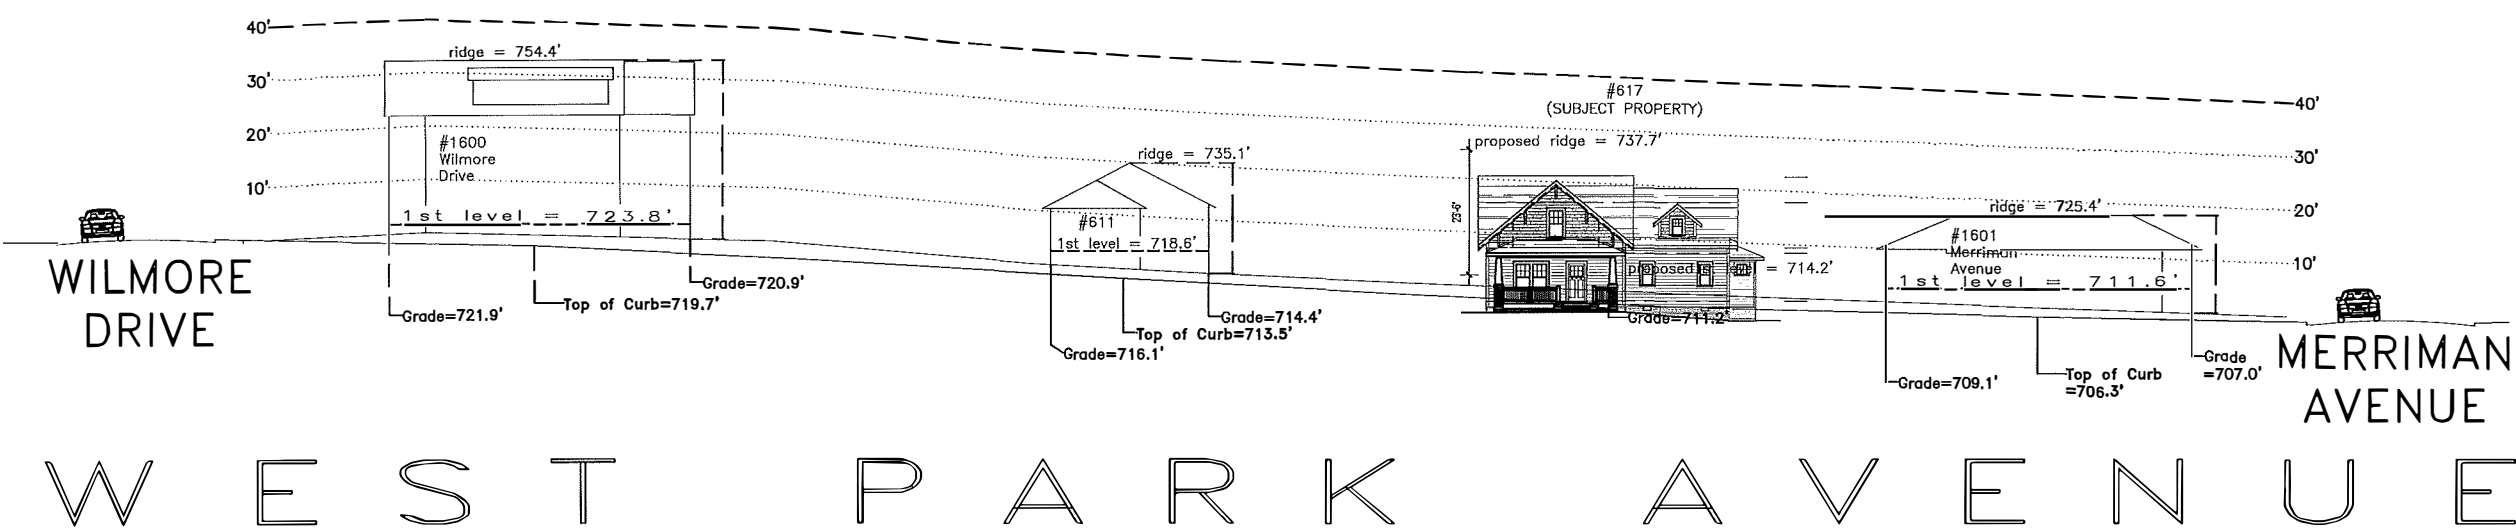 40'
ridge = 754.4'
30'
20'
10'
#1600
Wilmore
Drive
1st level = 723.8'
WILMORE
DRIVE
Grade=721.9'
Top of Curb=719.7'
Grade=720.9'
ridge = 735.1'
#611
1st level = 718.6'
Grade=716.1'
Top of Curb=713.5'
Grade=714.4'
#617
(SUBJECT PROPERTY)
proposed ridge = 737.7'
23'-6"
proposed = 714.2'
Grade=711.2'
40'
30'
20'
10'
ridge = 725.4'
#1601
Merriman
Avenue
1st level = 711.6'
Grade=709.1'
Top of Curb
=706.3'
Grade
=707.0'
MERRIMAN
AVENUE
WEST PARK AVENUE